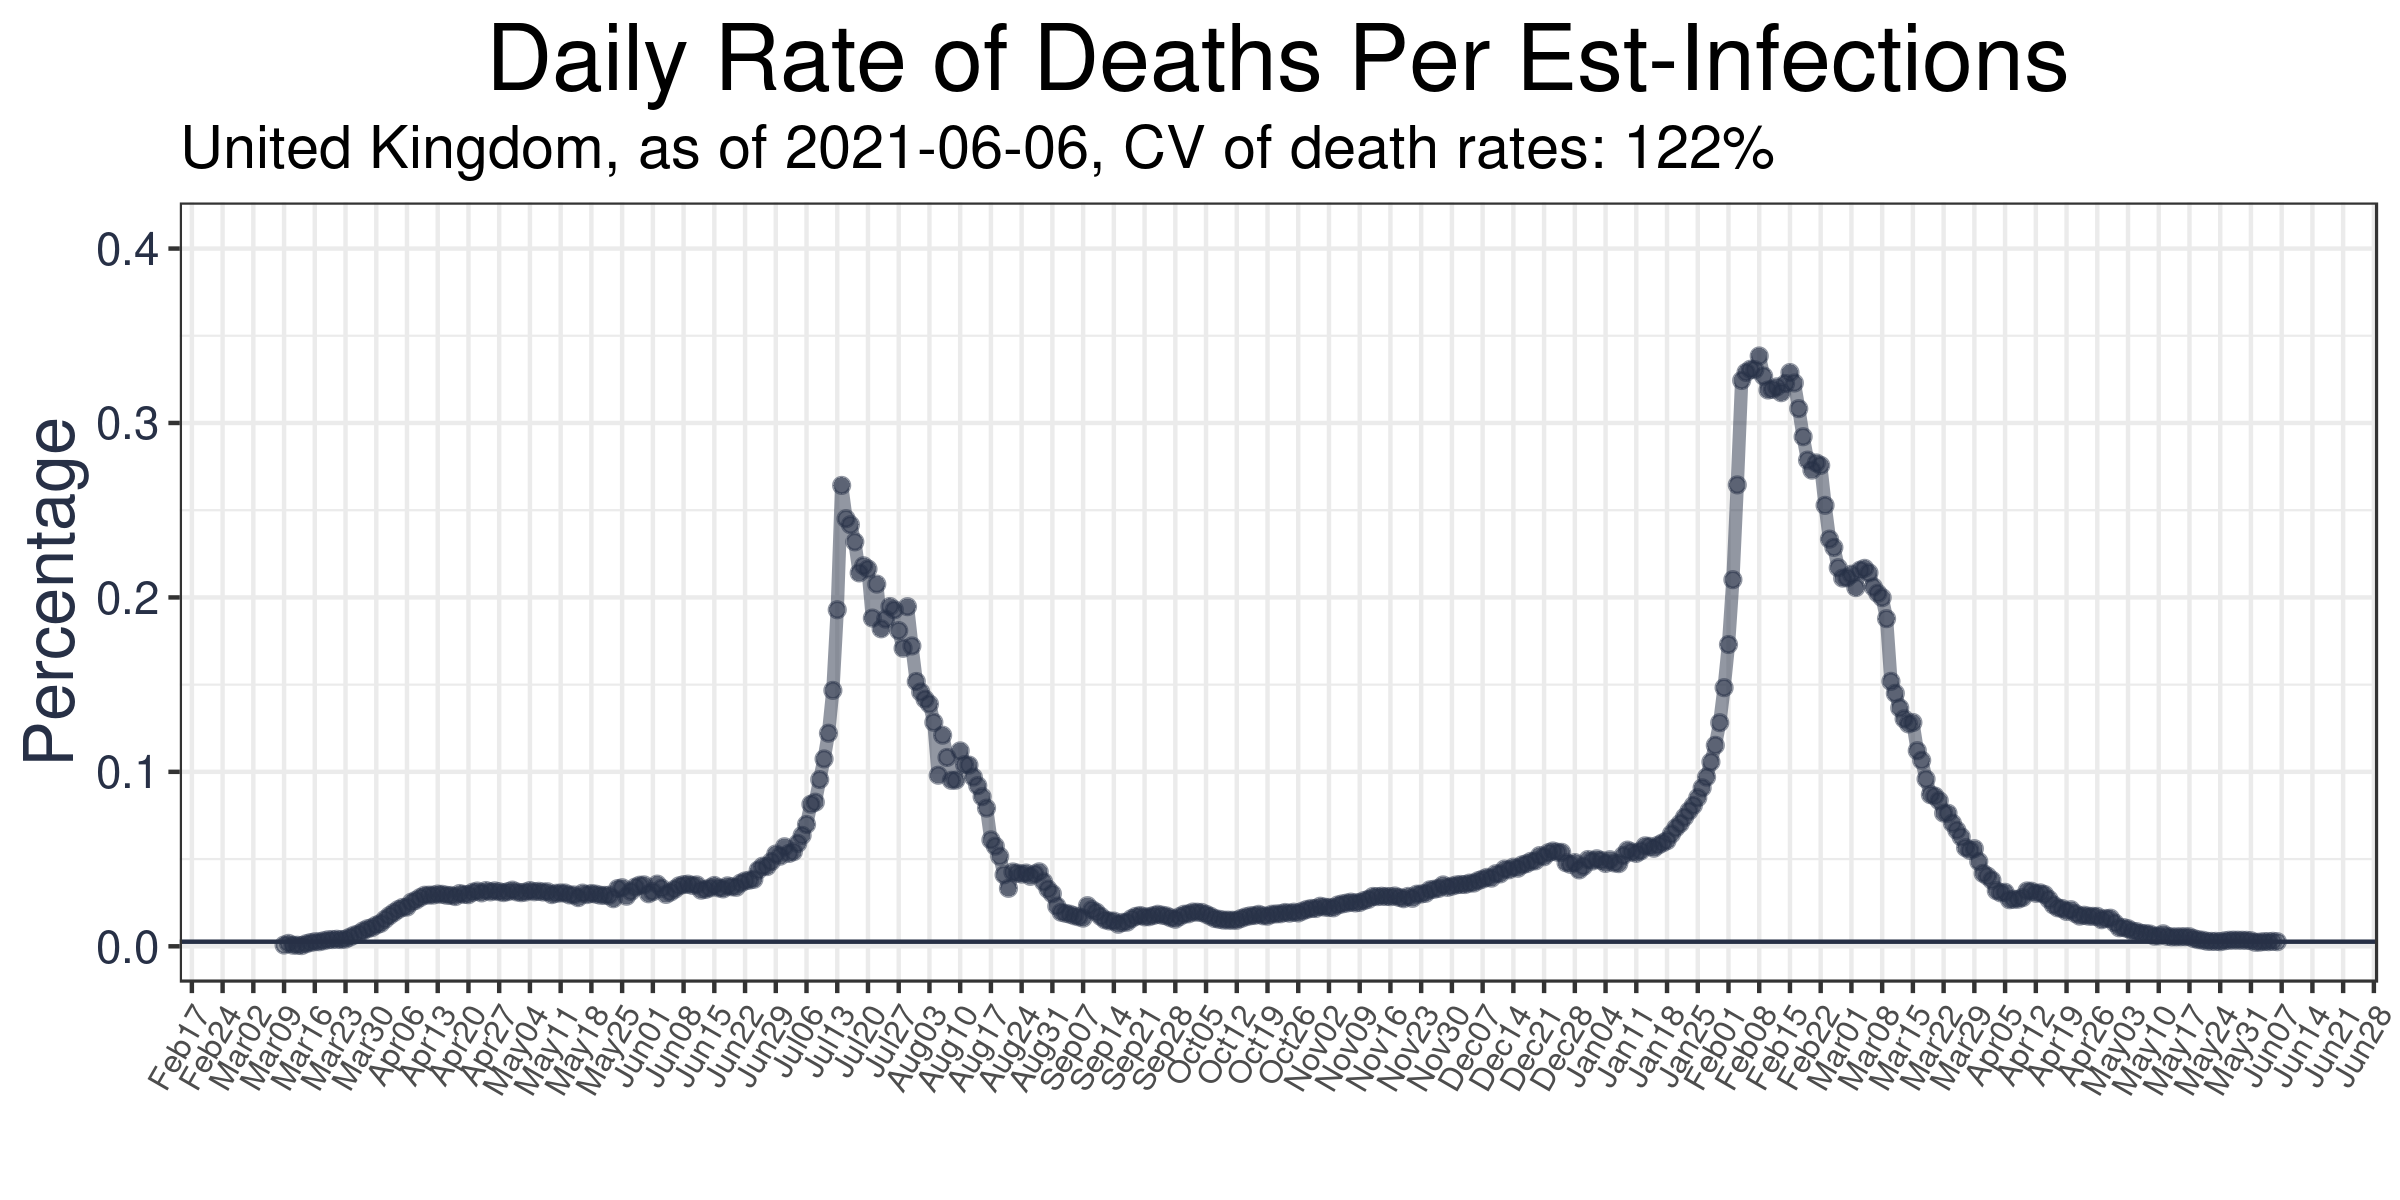 Daily Rate of Deaths Per Est-Infections
United Kingdom, as of 2021-06-06, CV of death rates: 122%
Percentage
0.4
0.3
0.2
0.1
0.0
Feb17
Feb24
Mar02
Mar09
Mar16
Mar23
Mar30
Apr06
Apr13
Apr20
Apr27
May04
May11
May18
May25
Jun01
Jun08
Jun15
Jun22
Jun29
Jul06
Jul13
Jul20
Jul27
Aug03
Aug10
Aug17
Aug24
Aug31
Sep07
Sep14
Sep21
Sep28
Oct05
Oct12
Oct19
Oct26
Nov02
Nov09
Nov16
Nov23
Nov30
Dec07
Dec14
Dec21
Dec28
Jan04
Jan11
Jan18
Jan25
Feb01
Feb08
Feb15
Feb22
Mar01
Mar08
Mar15
Mar22
Mar29
Apr05
Apr12
Apr19
Apr26
May03
May10
May17
May24
May31
Jun07
Jun14
Jun21
Jun28